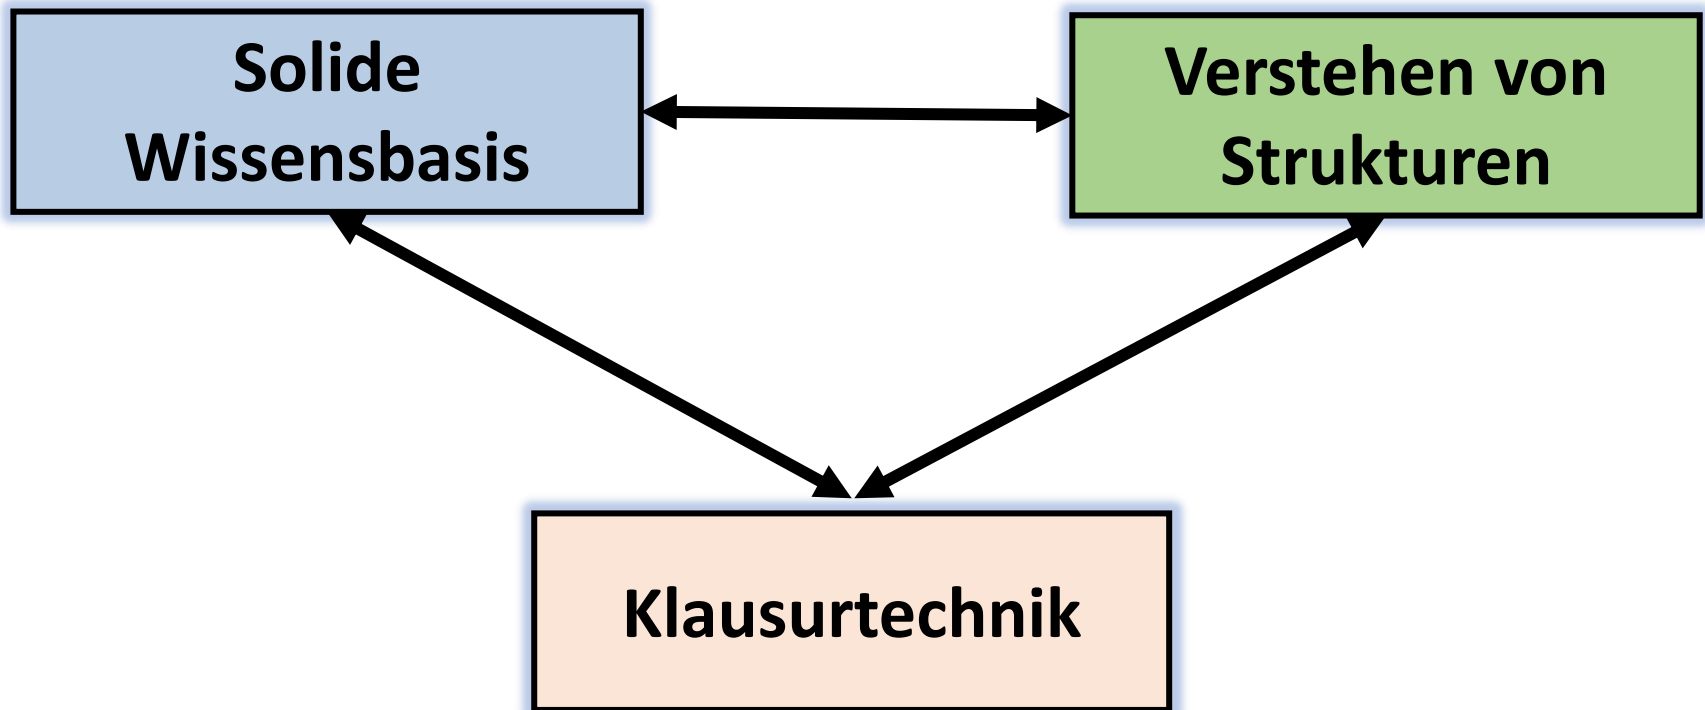 Solide
Wissensbasis
Verstehen von
Strukturen
Klausurtechnik